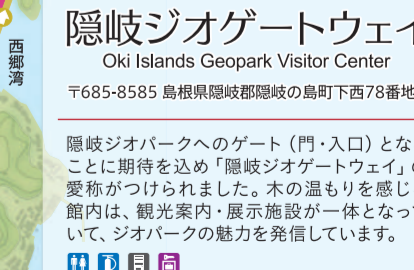 西郷湾
隠岐ジオゲートウェイ
Oki Islands Geopark Visitor Center
〒685-8585 島根県隠岐郡隠岐の島町下西78番地
隠岐ジオパークへのゲート（門・入口）とな
ことに期待を込め「隠岐ジオゲートウェイ」の
愛称がつけられました。木の温もりを感じ
館内は、観光案内・展示施設が一体となっ
いて、ジオパークの魅力を発信しています。